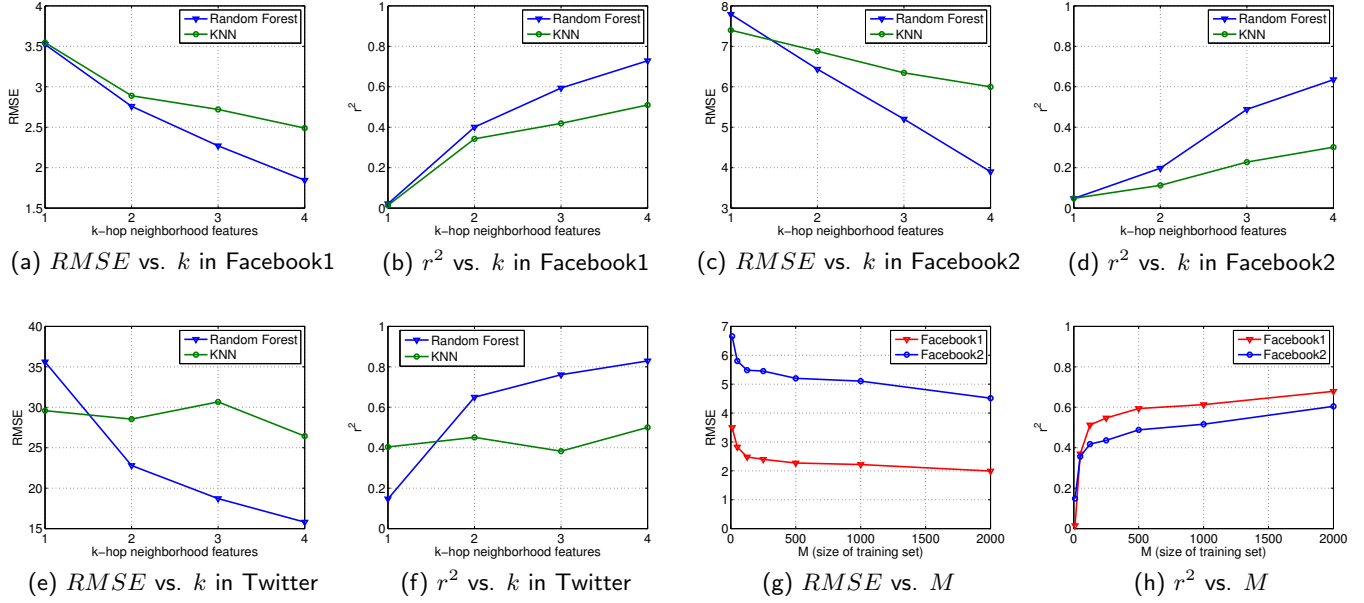 4
3.5
3
2.5
2
1.5
RMSE
1 2 3 4
k−hop neighborhood features
Random Forest
KNN
(a) RMSE vs. k in Facebook1
1
0.8
0.6
0.4
0.2
0
r²
1 2 3 4
k−hop neighborhood features
Random Forest
KNN
(b) r² vs. k in Facebook1
8
7
6
5
4
3
RMSE
1 2 3 4
k−hop neighborhood features
Random Forest
KNN
(c) RMSE vs. k in Facebook2
1
0.8
0.6
0.4
0.2
0
r²
1 2 3 4
k−hop neighborhood features
Random Forest
KNN
(d) r² vs. k in Facebook2
40
35
30
25
20
15
RMSE
1 2 3 4
k−hop neighborhood features
Random Forest
KNN
(e) RMSE vs. k in Twitter
1
0.8
0.6
0.4
0.2
0
r²
1 2 3 4
k−hop neighborhood features
Random Forest
KNN
(f) r² vs. k in Twitter
7
6
5
4
3
2
1
0
RMSE
0 500 1000 1500 2000
M (size of training set)
Facebook1
Facebook2
(g) RMSE vs. M
1
0.8
0.6
0.4
0.2
0
r²
0 500 1000 1500 2000
M (size of training set)
Facebook1
Facebook2
(h) r² vs. M